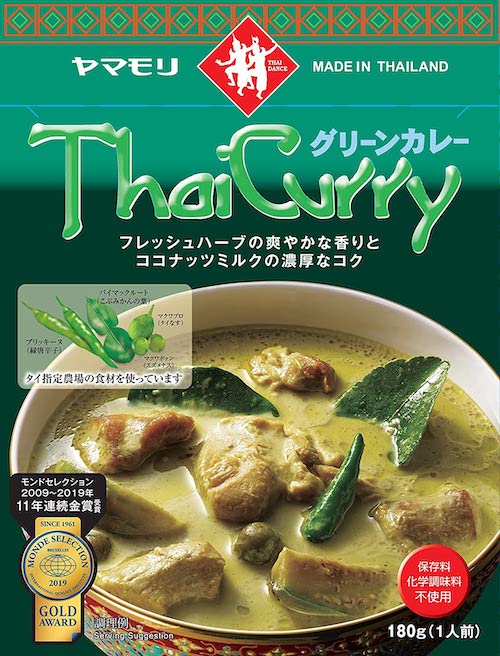 ヤマモリ
THAI
DANCE
MADE IN THAILAND
グリーンカレー
Thai Curry
フレッシュハーブの爽やかな香りと
ココナッツミルクの濃厚なコク
バイマックルート
(こぶみかんの葉)
マクワプロ
(タイなす)
プリッキーヌ
(緑唐辛子)
マクワポァン
(スズメナス)
タイ指定農場の食材を使っています
モンドセレクション
2009~2019年
11年連続金賞受賞
SINCE 1961
MONDE SELECTION
BRUXELLES
2019
INTERNATIONAL QUALITY INSTITUTE
GOLD
AWARD
調理例
Serving Suggestion
保存料
化学調味料
不使用
180g(1人前)